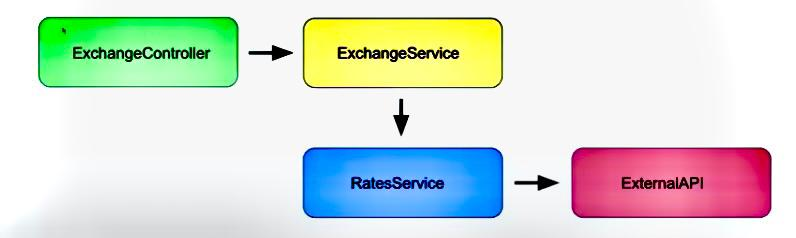 ExchangeController
ExchangeService
RatesService
ExternalAPI